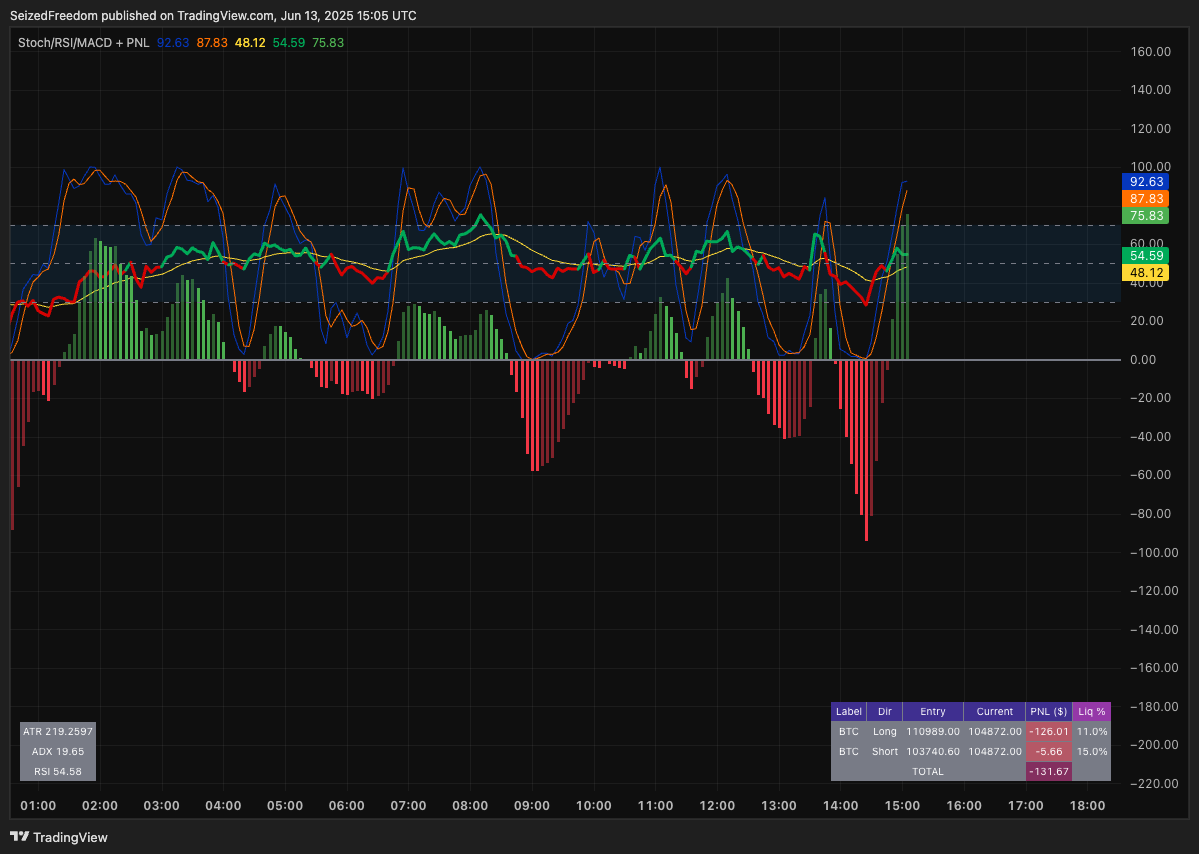 SeizedFreedom published on TradingView.com, Jun 13, 2025 15:05 UTC
Stoch/RSI/MACD + PNL 92.63 87.83 48.12 54.59 75.83
160.00
140.00
120.00
100.00
92.63
87.83
75.83
60.00
54.59
48.12
40.00
20.00
0.00
−20.00
−40.00
−60.00
−80.00
−100.00
−120.00
−140.00
−160.00
−180.00
−200.00
−220.00
ATR 219.2597
ADX 19.65
RSI 54.58
Label Dir Entry Current PNL ($) Liq %
BTC Long 110989.00 104872.00 -126.01 11.0%
BTC Short 103740.60 104872.00 -5.66 15.0%
TOTAL -131.67
01:00 02:00 03:00 04:00 05:00 06:00 07:00 08:00 09:00 10:00 11:00 12:00 13:00 14:00 15:00 16:00 17:00 18:00
TradingView